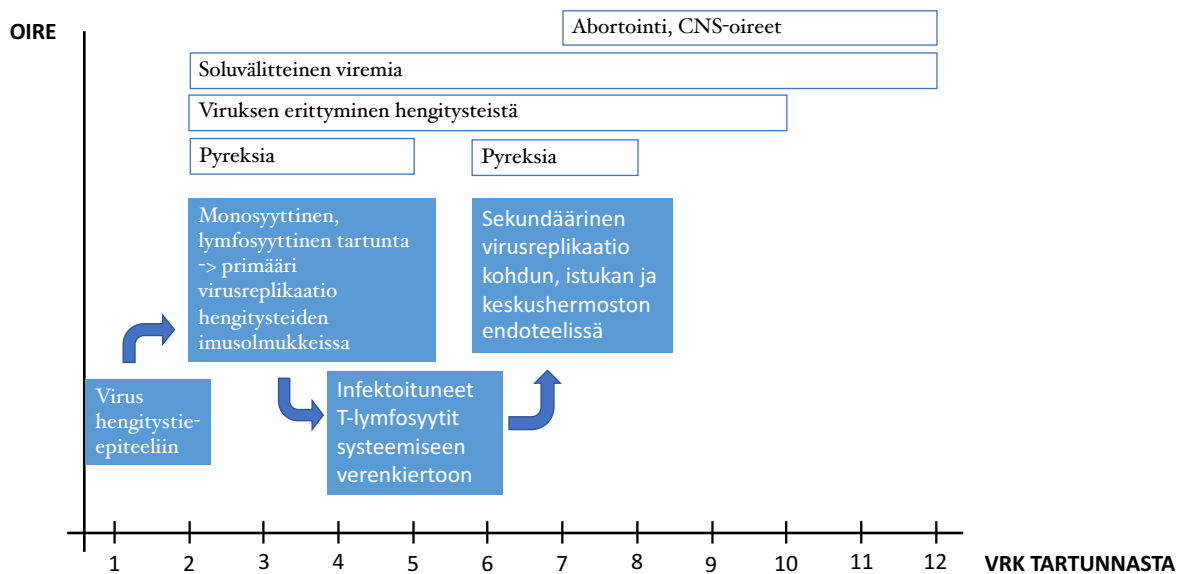 OIRE
Abortointi, CNS-oireet
Soluvälitteinen viremia
Viruksen erittyminen hengitysteistä
Pyreksia
Pyreksia
Monosyyttinen,
lymfosyyttinen tartunta
-> primääri
virusreplikaatio
hengitysteiden
imusolmukkeissa
Sekundäärinen
virusreplikaatio
kohdun, istukan ja
keskushermoston
endoteelissä
Virus
hengitystie-
epiteeliin
Infektoituneet
T-lymfosyytit
systeemiseen
verenkiertoon
1 2 3 4 5 6 7 8 9 10 12 VRK TARTUNNASTA